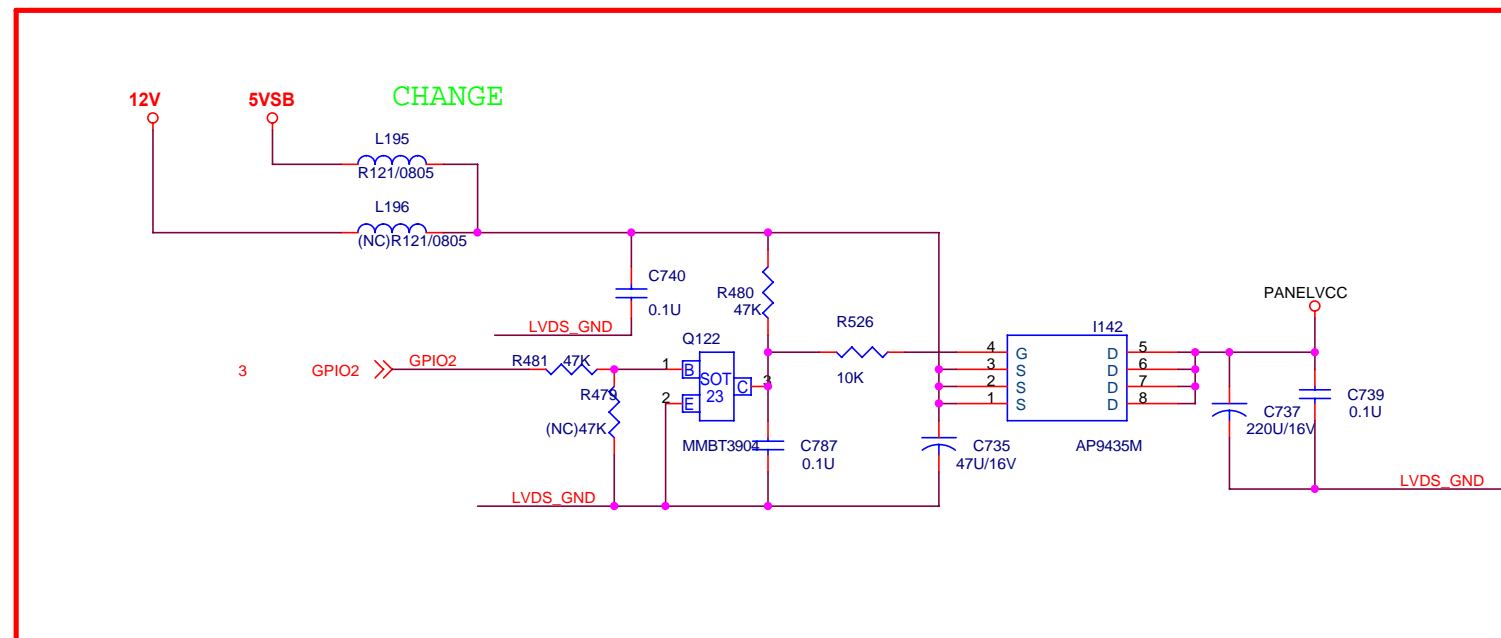 CHANGE
12V
5VSB
L195
R121/0805
L196
(NC)R121/0805
C740
0.1U
LVDS_GND
R480
47K
R526
10K
PANELVCC
I142
4 G D 5
3 S D 6
2 S D 7
1 S D 8
AP9435M
Q122
3 GPIO2 GPIO2
R481 47K
1 B
SOT
23
C 3
2 E
R479
(NC)47K
MMBT3904
C787
0.1U
C735
47U/16V
C737
220U/16V
C739
0.1U
LVDS_GND
LVDS_GND